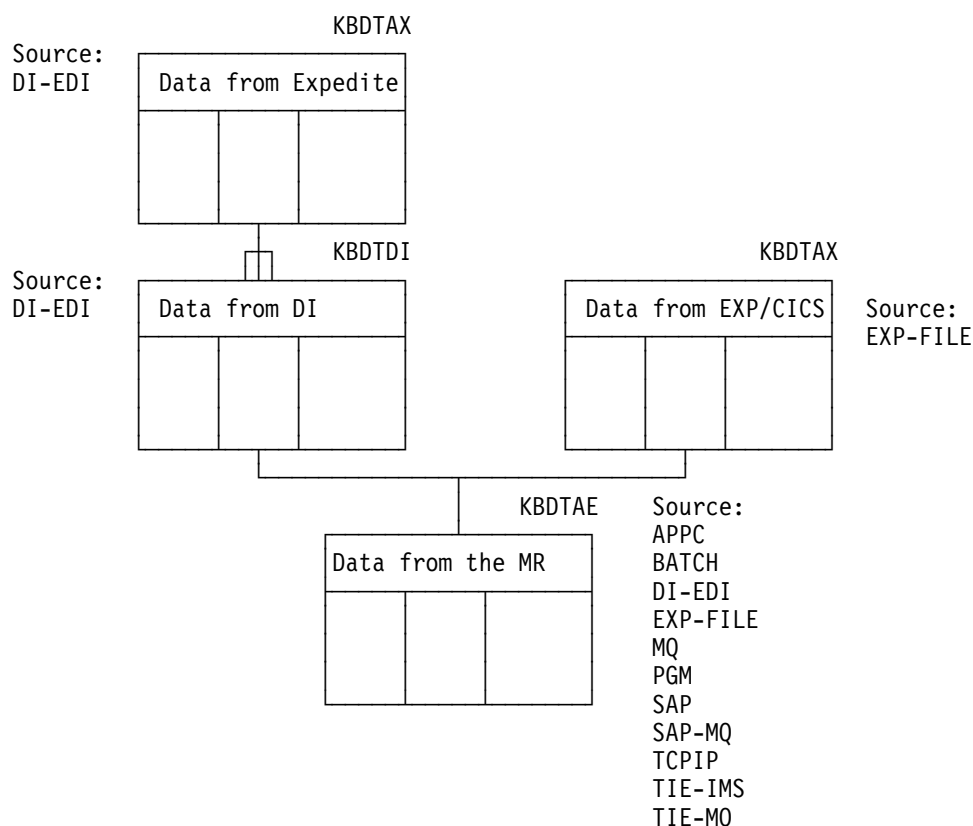 KBDTAX
Source:
DI-EDI
Data from Expedite
KBDTDI
Source:
DI-EDI
Data from DI
KBDTAX
Data from EXP/CICS
Source:
EXP-FILE
KBDTAE
Data from the MR
Source:
APPC
BATCH
DI-EDI
EXP-FILE
MQ
PGM
SAP
SAP-MQ
TCPIP
TIE-IMS
TIE-MO